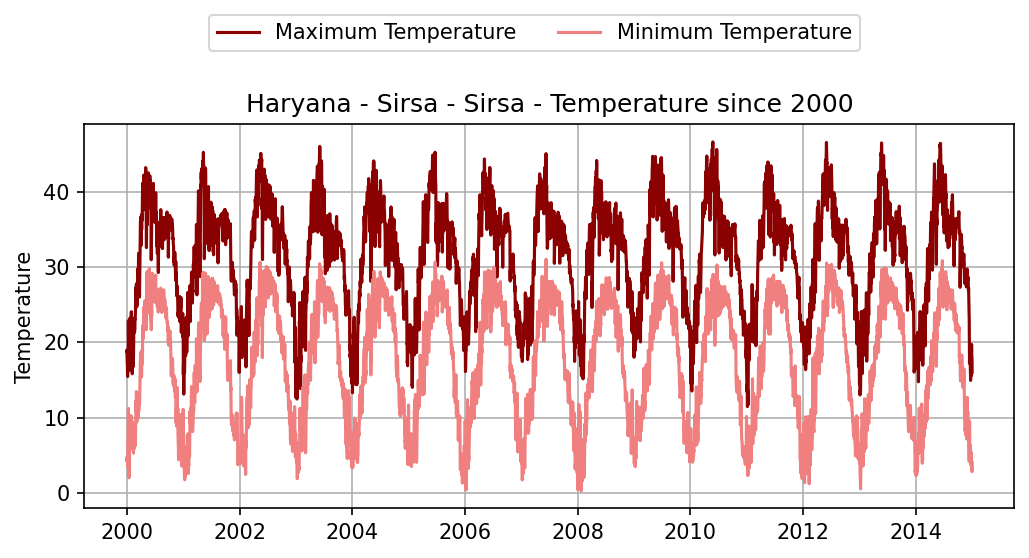 Maximum Temperature Minimum Temperature
Haryana - Sirsa - Sirsa - Temperature since 2000
Temperature
40
30
20
10
0
2000 2002 2004 2006 2008 2010 2012 2014